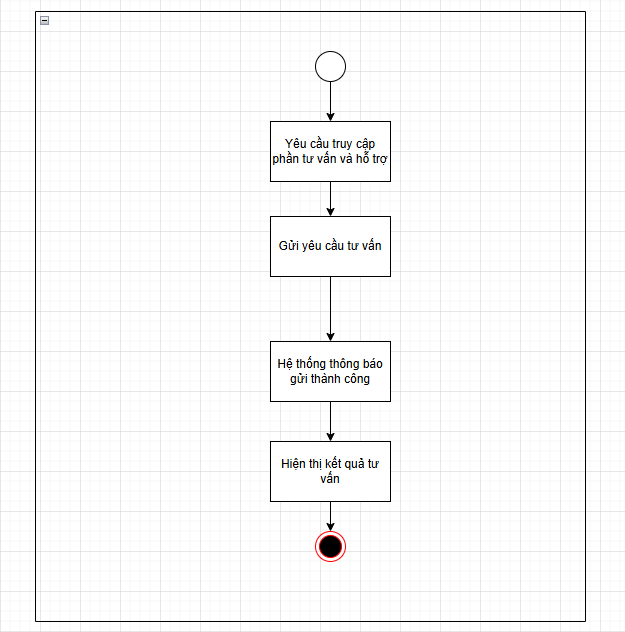 Yêu cầu truy cập
phần tư vấn và hỗ trợ
Gửi yêu cầu tư vấn
Hệ thống thông báo
gửi thành công
Hiện thị kết quả tư
vấn